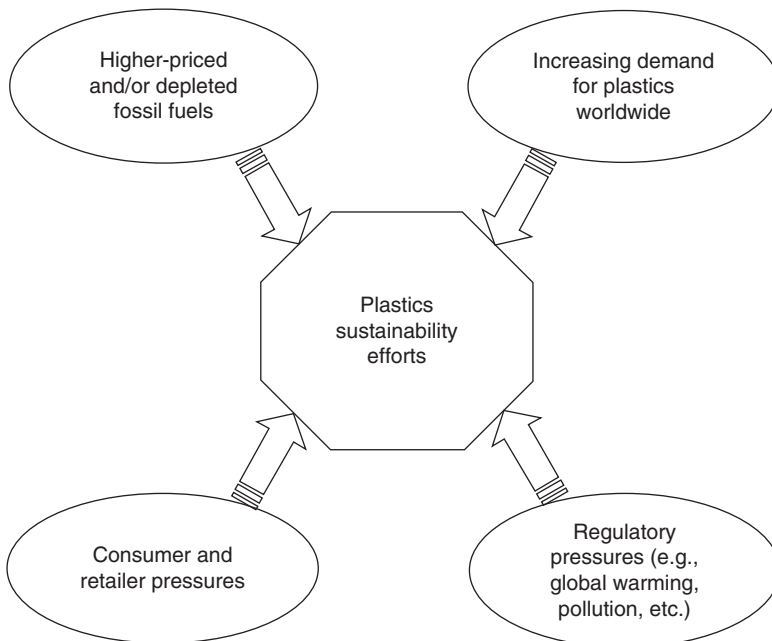 Higher-priced
and/or depleted
fossil fuels
Increasing demand
for plastics
worldwide
Plastics
sustainability
efforts
Consumer and
retailer pressures
Regulatory
pressures (e.g.,
global warming,
pollution, etc.)